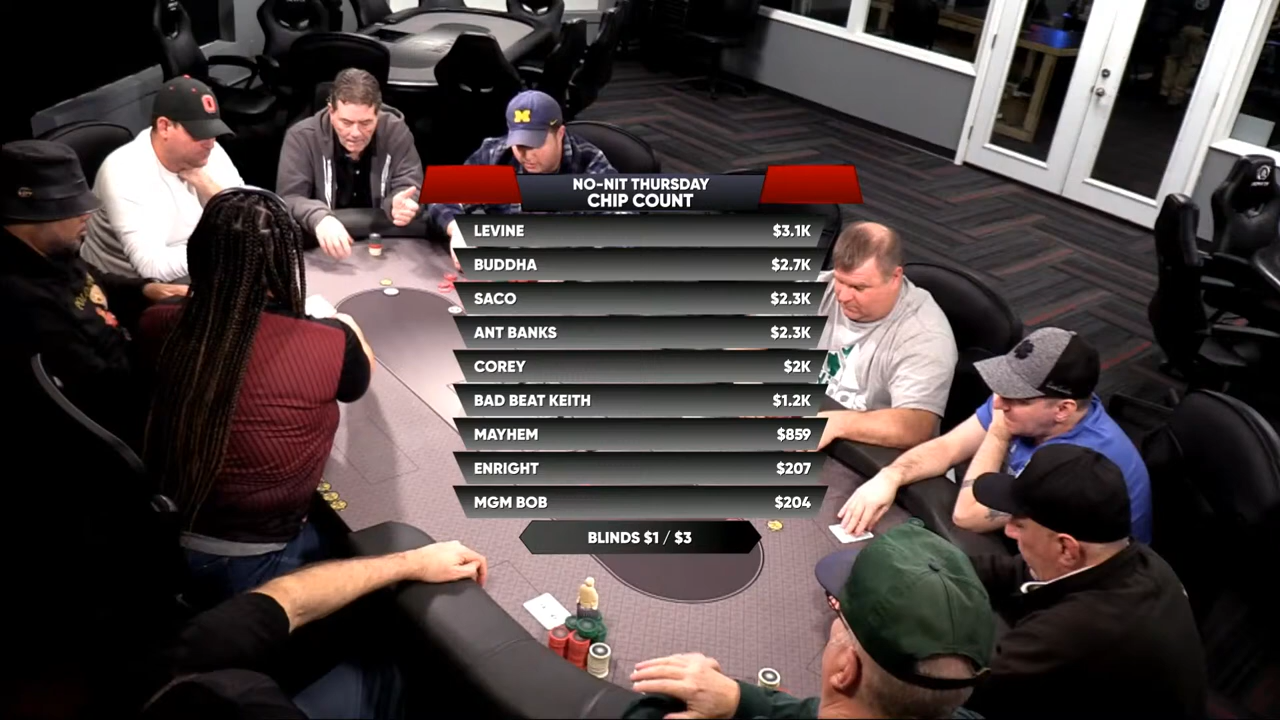 NO-NIT THURSDAY
CHIP COUNT
LEVINE $3.1K
BUDDHA $2.7K
SACO $2.3K
ANT BANKS $2.3K
COREY $2K
BAD BEAT KEITH $1.2K
MAYHEM $859
ENRIGHT $207
MGM BOB $204
BLINDS $1 / $3
O
M